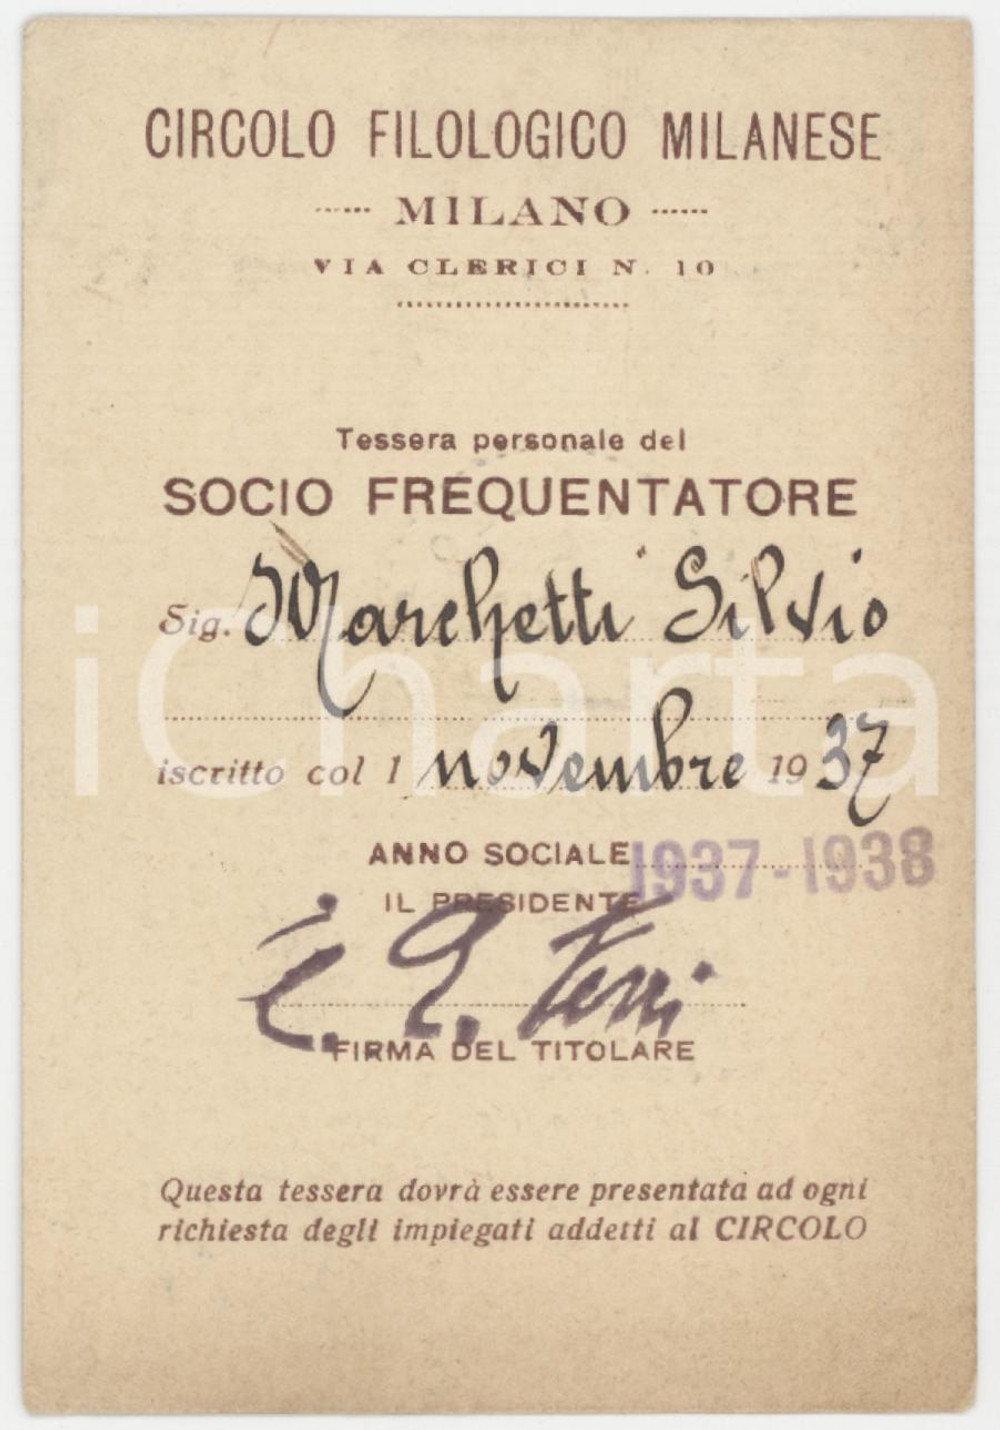 CIRCOLO FILOLOGICO MILANESE
MILANO
VIA CLERICI N. 10
Tessera personale del
SOCIO FREQUENTATORE
Sig. Marchetti Silvio
iscritto col 1 novembre 1937
ANNO SOCIALE 1937-1938
IL PRESIDENTE
FIRMA DEL TITOLARE
Questa tessera dovrà essere presentata ad ogni
richiesta degli impiegati addetti al CIRCOLO
iCharta